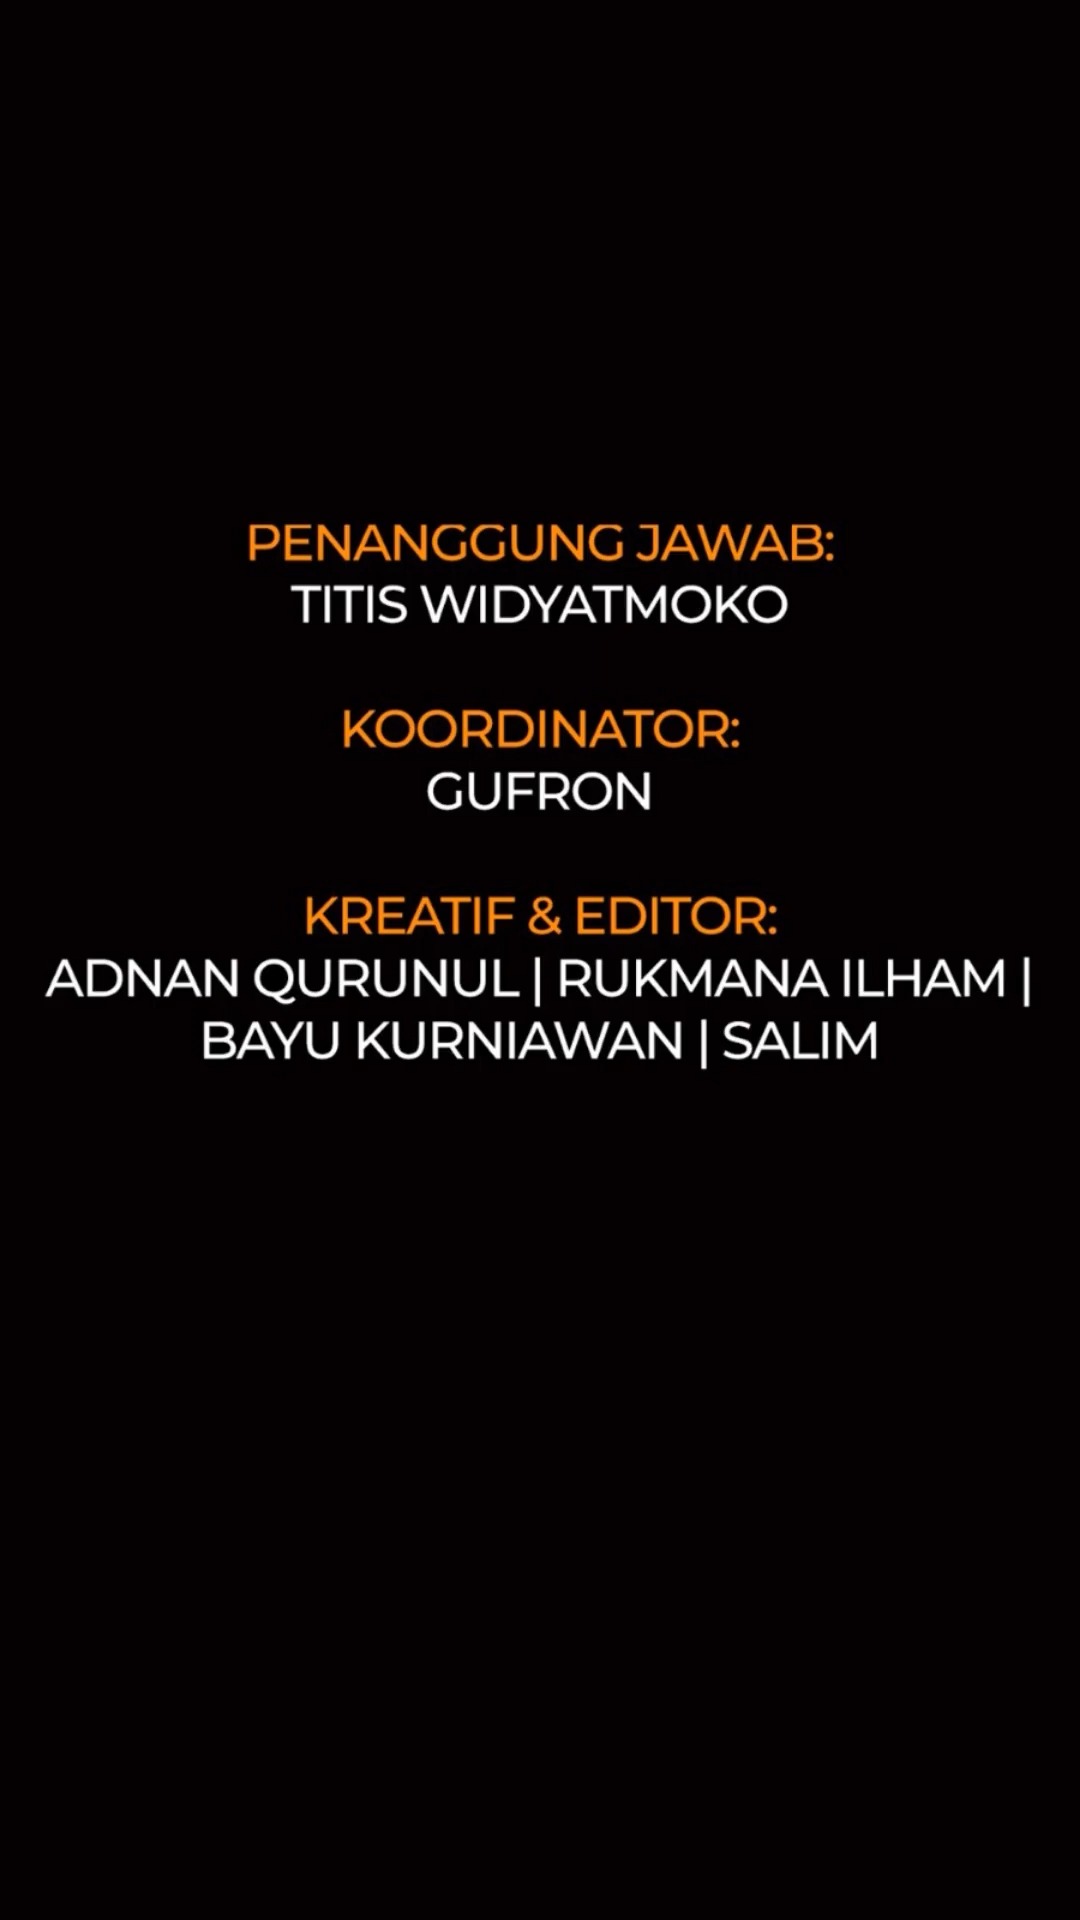 PENANGGUNG JAWAB:
TITIS WIDYATMOKO
KOORDINATOR:
GUFRON
KREATIF & EDITOR:
ADNAN QURUNUL | RUKMANA ILHAM |
BAYU KURNIAWAN | SALIM